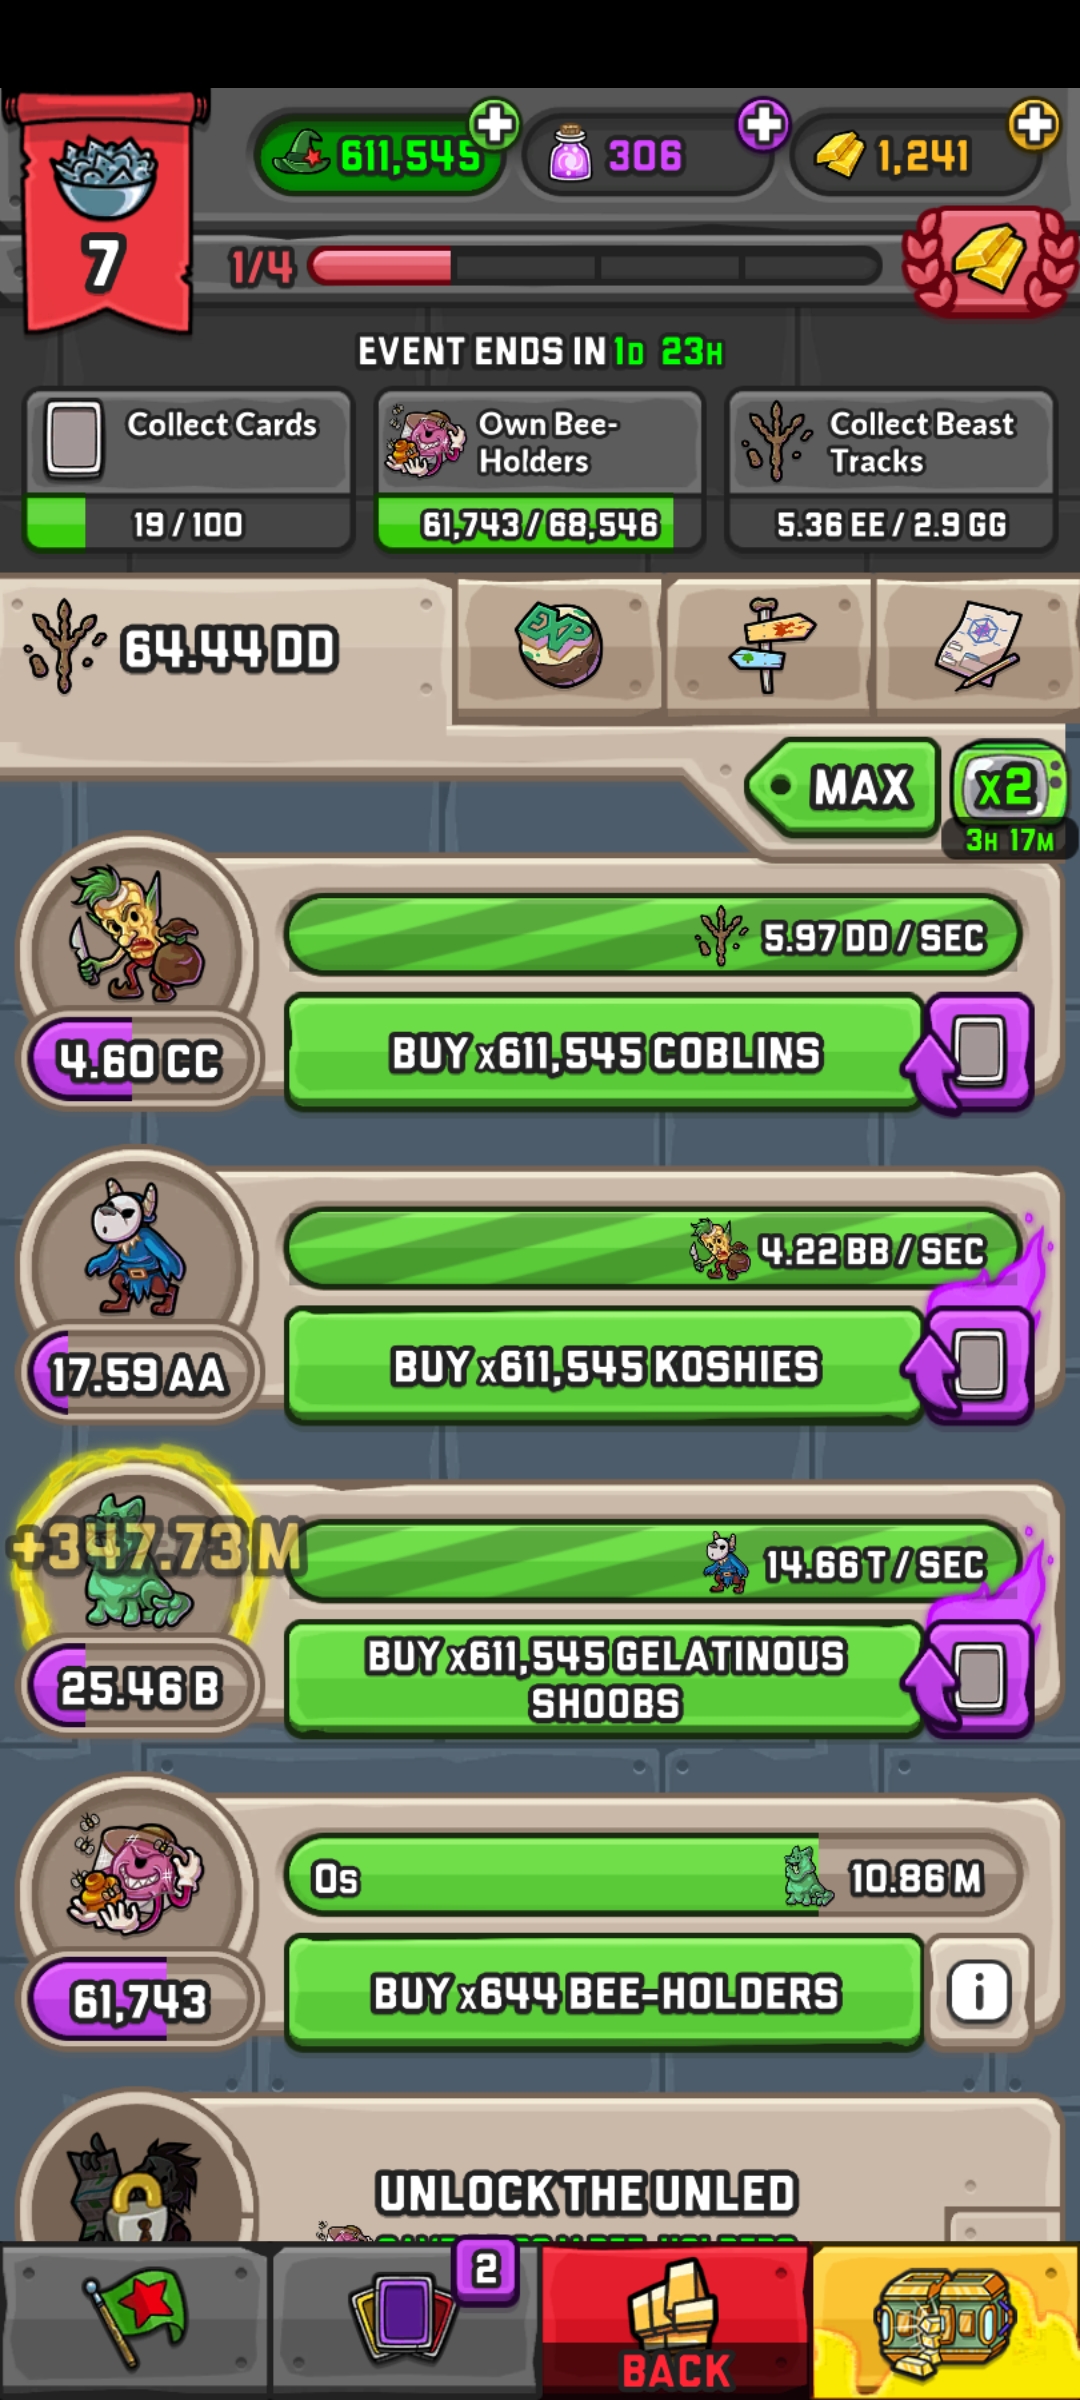 611,545
306
1,241
7
1/4
EVENT ENDS IN 1D 23H
Collect Cards
19 / 100
Own Bee-
Holders
61,743 / 68,546
Collect Beast
Tracks
5.36 EE / 2.9 GG
64.44 DD
EXP
MAX
x2
3H 17M
5.97 DD / SEC
4.60 CC
BUY x611,545 COBLINS
4.22 BB / SEC
17.59 AA
BUY x611,545 KOSHIES
+347.73 M
14.66 T / SEC
25.46 B
BUY x611,545 GELATINOUS
SHOOBS
0s
10.86 M
61,743
BUY x644 BEE-HOLDERS
i
UNLOCK THE UNLED
2
BACK